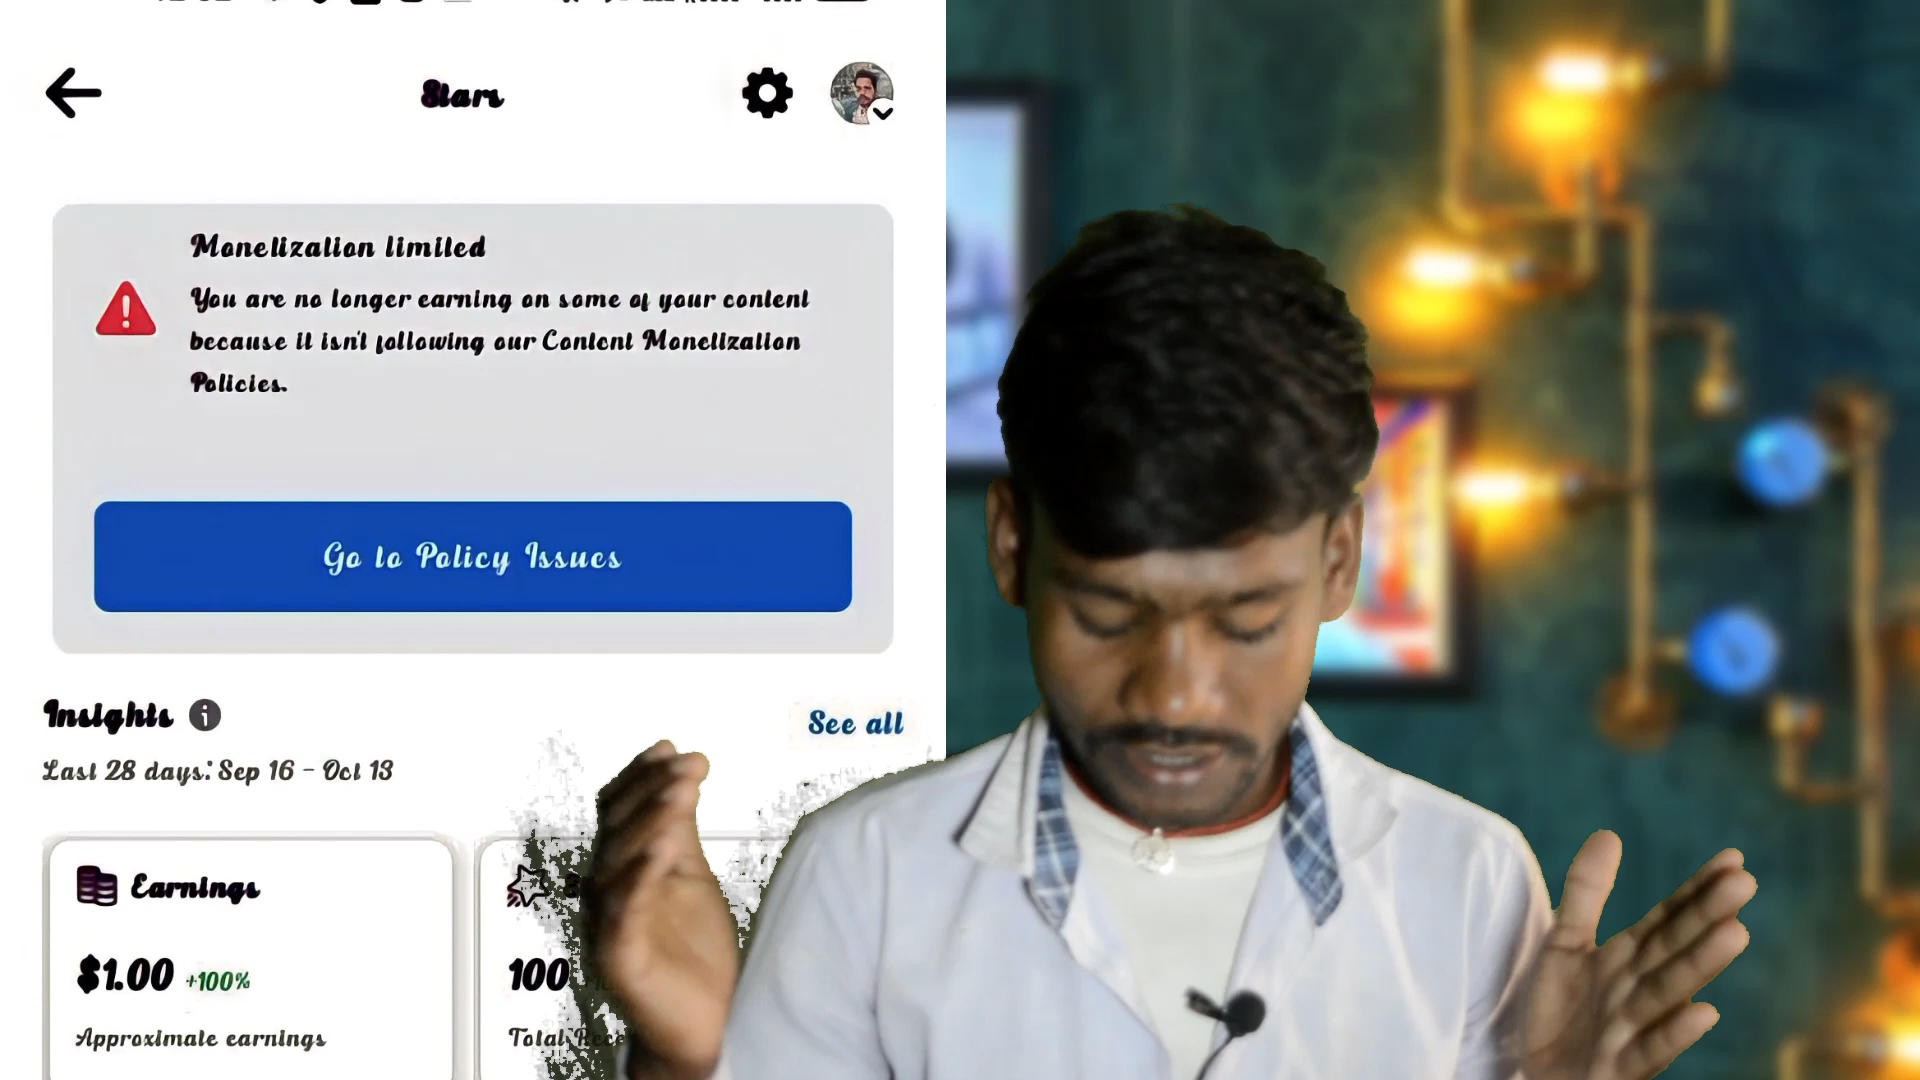 Stars
Monetization limited
You are no longer earning on some of your content
because it isn't following our Content Monetization
Policies.
Go to Policy Issues
Insights
See all
Last 28 days: Sep 16 - Oct 13
Earnings
$1.00 +100%
100
Approximate earnings
Total